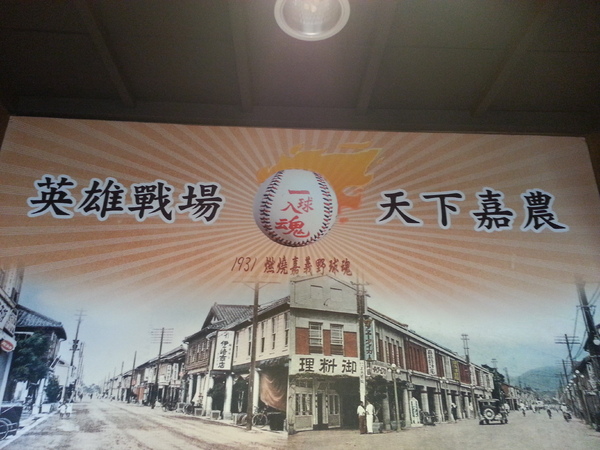 英雄戰場
一球
入魂
天下嘉農
1931 燃燒嘉義野球魂
理料御